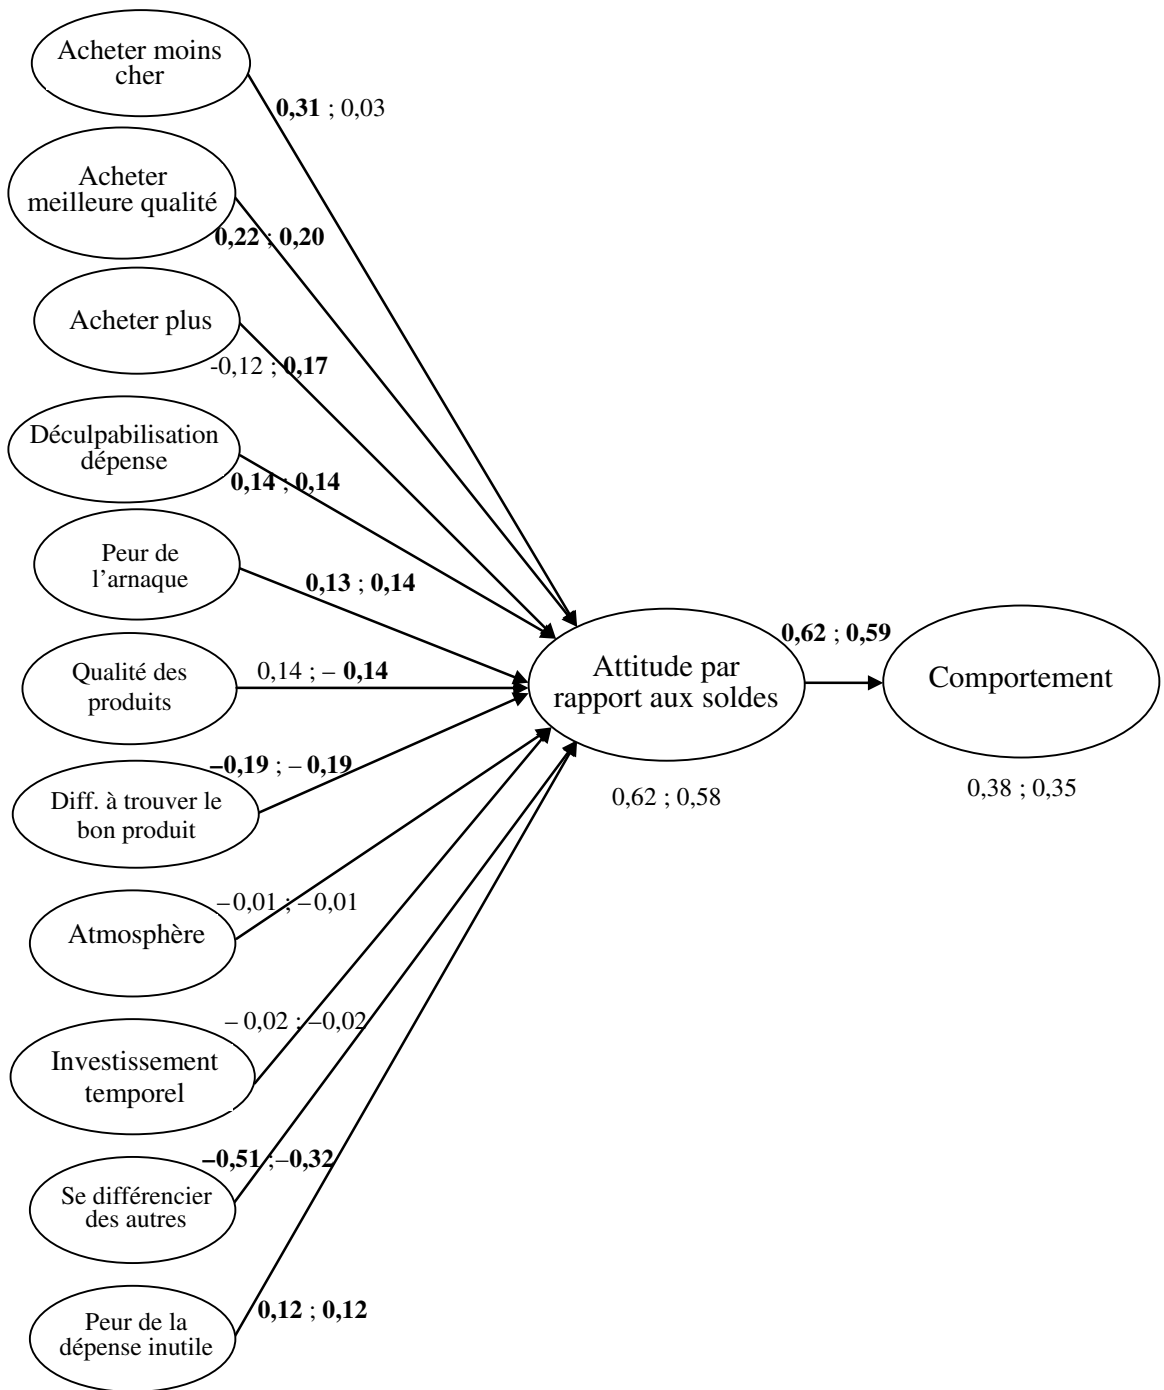 Acheter moins
cher
0,31 ; 0,03
Acheter
meilleure qualité
0,22 ; 0,20
Acheter plus
-0,12 ; 0,17
Déculpabilisation
dépense
0,14 ; 0,14
Peur de
l’arnaque
0,13 ; 0,14
Qualité des
produits
0,14 ; – 0,14
Diff. à trouver le
bon produit
–0,19 ; – 0,19
Atmosphère
–0,01 ; –0,01
Investissement
temporel
– 0,02 ; –0,02
Se différencier
des autres
–0,51 ;–0,32
Peur de la
dépense inutile
0,12 ; 0,12
Attitude par
rapport aux soldes
0,62 ; 0,58
0,62 ; 0,59
Comportement
0,38 ; 0,35